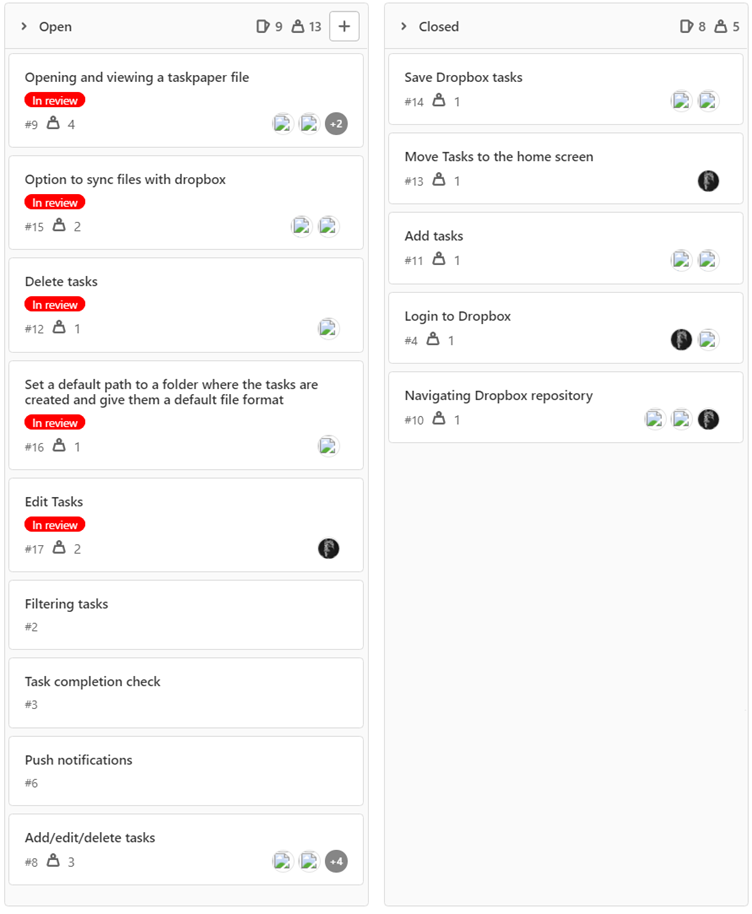 Open 9 13
Opening and viewing a taskpaper file
In review
#9 4 +2
Option to sync files with dropbox
In review
#15 2
Delete tasks
In review
#12 1
Set a default path to a folder where the tasks are
created and give them a default file format
In review
#16 1
Edit Tasks
In review
#17 2
Filtering tasks
#2
Task completion check
#3
Push notifications
#6
Add/edit/delete tasks
#8 3 +4
Closed 8 5
Save Dropbox tasks
#14 1
Move Tasks to the home screen
#13 1
Add tasks
#11 1
Login to Dropbox
#4 1
Navigating Dropbox repository
#10 1